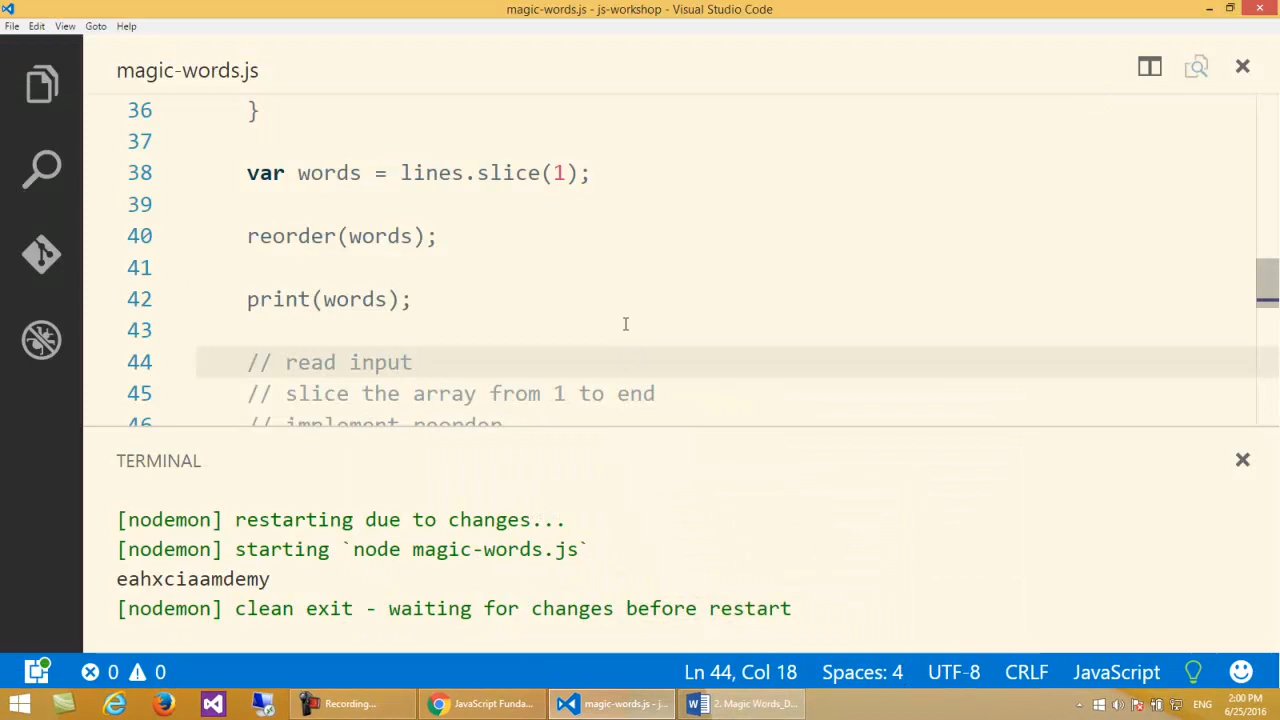 magic-words.js - js-workshop - Visual Studio Code
File Edit View Goto Help
magic-words.js
36 }
37
38 var words = lines.slice(1);
39
40 reorder(words);
41
42 print(words);
43
44 // read input
45 // slice the array from 1 to end
46 // implement reorder
TERMINAL
[nodemon] restarting due to changes...
[nodemon] starting `node magic-words.js`
eahxciaamdemy
[nodemon] clean exit - waiting for changes before restart
0 0 Ln 44, Col 18 Spaces: 4 UTF-8 CRLF JavaScript
Recording... JavaScript Funda... magic-words.js - j... 2. Magic Words_D... ENG 2:00 PM
6/25/2016